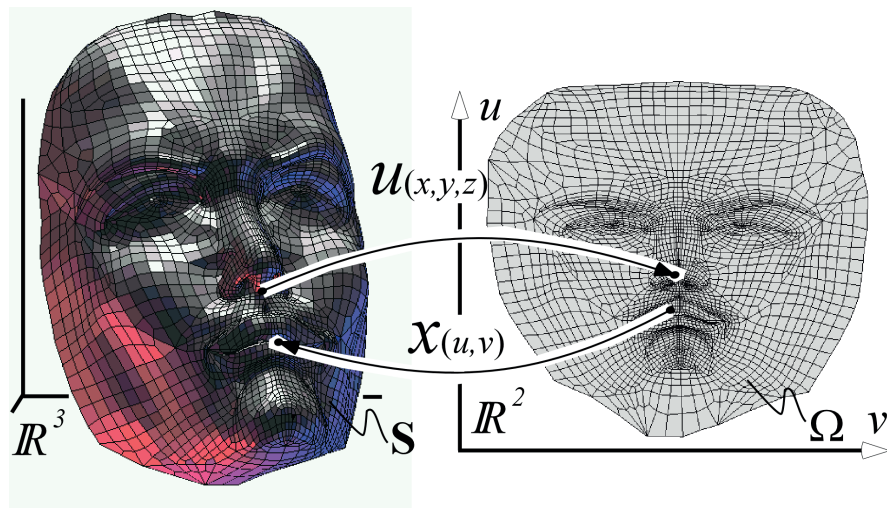 u
u(x,y,z)
x(u,v)
ℝ³
S
ℝ²
Ω
v